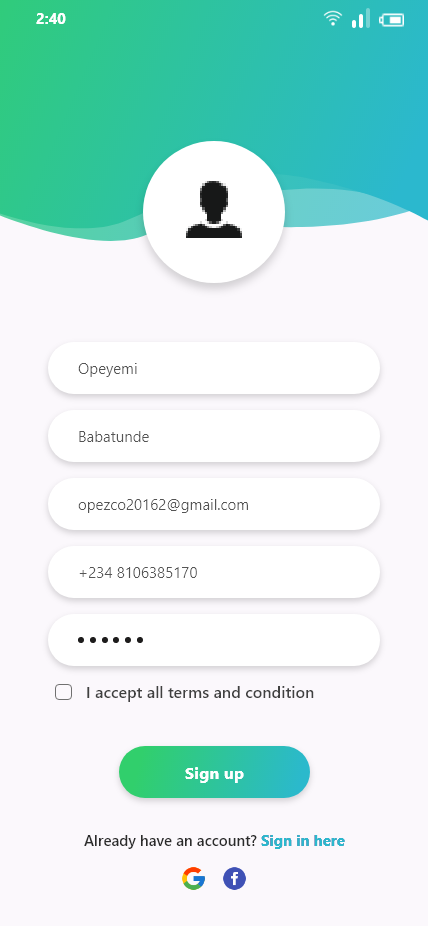 2:40
Opeyemi
Babatunde
opezco20162@gmail.com
+234 8106385170
••••••
I accept all terms and condition
Sign up
Already have an account? Sign in here